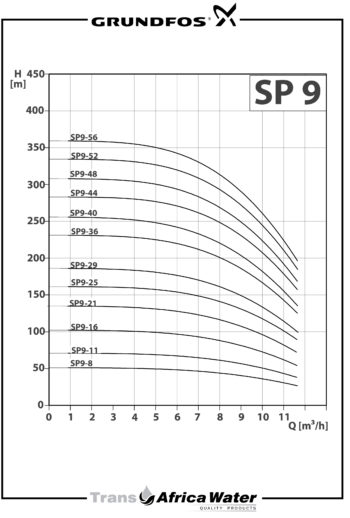 GRUNDFOS
H
[m]
450
SP 9
400
350
300
250
200
150
100
50
0
SP9-56
SP9-52
SP9-48
SP9-44
SP9-40
SP9-36
SP9-29
SP9-25
SP9-21
SP9-16
SP9-11
SP9-8
0 1 2 3 4 5 6 7 8 9 10 11
Q [m³/h]
Trans Africa Water
QUALITY PRODUCTS